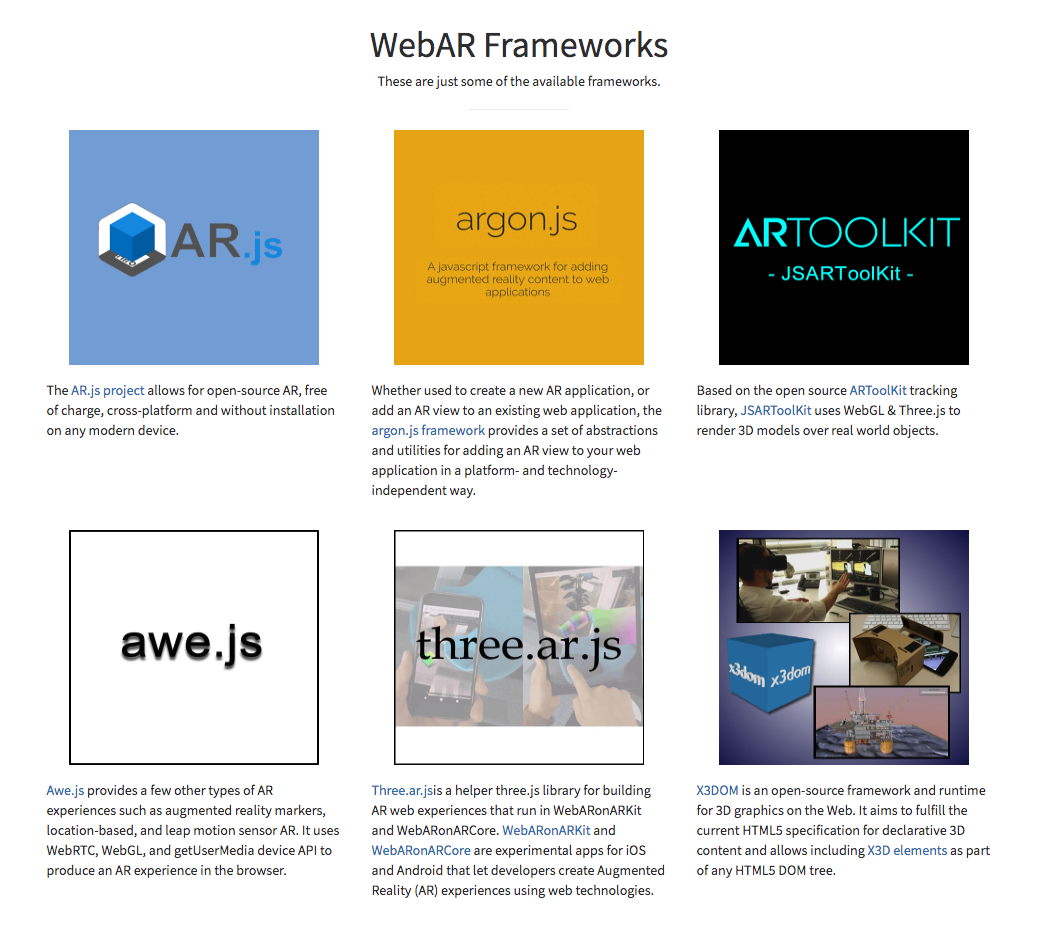 WebAR Frameworks
These are just some of the available frameworks.
AR.js
argon.js
A javascript framework for adding
augmented reality content to web
applications
ARTOOLKIT
- JSARToolKit -
The AR.js project allows for open-source AR, free
of charge, cross-platform and without installation
on any modern device.
Whether used to create a new AR application, or
add an AR view to an existing web application, the
argon.js framework provides a set of abstractions
and utilities for adding an AR view to your web
application in a platform- and technology-
independent way.
Based on the open source ARToolKit tracking
library, JSARToolKit uses WebGL & Three.js to
render 3D models over real world objects.
awe.js
three.ar.js
x3dom x3dom
Awe.js provides a few other types of AR
experiences such as augmented reality markers,
location-based, and leap motion sensor AR. It uses
WebRTC, WebGL, and getUserMedia device API to
produce an AR experience in the browser.
Three.ar.jsis a helper three.js library for building
AR web experiences that run in WebARonARKit
and WebARonARCore. WebARonARKit and
WebARonARCore are experimental apps for iOS
and Android that let developers create Augmented
Reality (AR) experiences using web technologies.
X3DOM is an open-source framework and runtime
for 3D graphics on the Web. It aims to fulfill the
current HTML5 specification for declarative 3D
content and allows including X3D elements as part
of any HTML5 DOM tree.